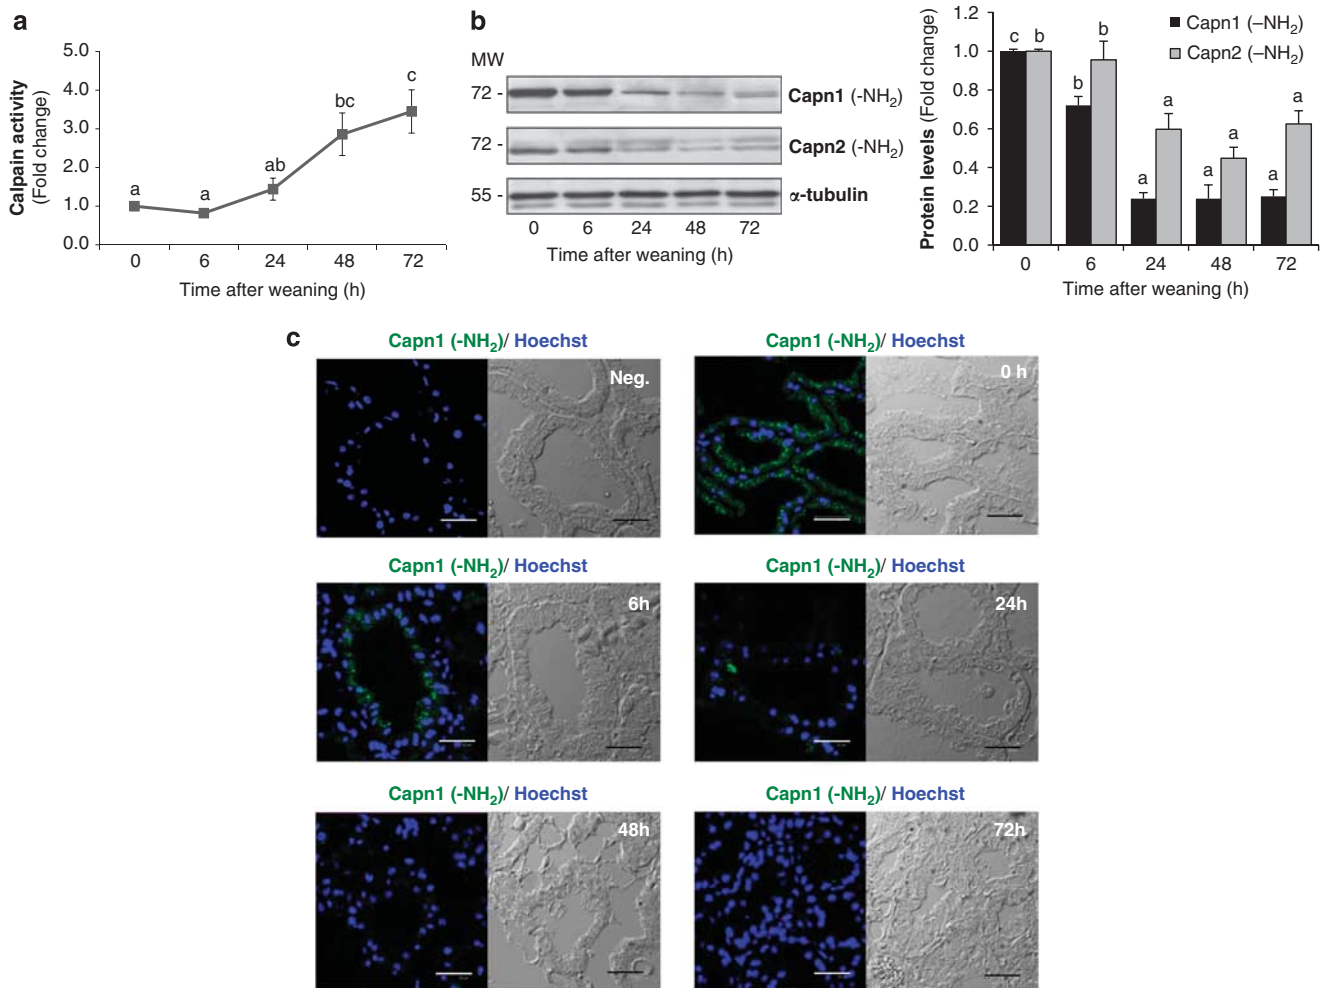 a
Calpain activity
(Fold change)
5.0
4.0
3.0
2.0
1.0
0.0
a
a
ab
bc
c
0 6 24 48 72
Time after weaning (h)
b
MW
72 -
Capn1 (-NH2)
72 -
Capn2 (-NH2)
55 -
α-tubulin
0 6 24 48 72
Time after weaning (h)
Protein levels (Fold change)
1.2
1.0
0.8
0.6
0.4
0.2
0.0
Capn1 (–NH2)
Capn2 (–NH2)
c b
b b
a a
a a
a a
0 6 24 48 72
Time after weaning (h)
c
Capn1 (-NH2)/ Hoechst
Neg.
Capn1 (-NH2)/ Hoechst
0 h
Capn1 (-NH2)/ Hoechst
6h
Capn1 (-NH2)/ Hoechst
24h
Capn1 (-NH2)/ Hoechst
48h
Capn1 (-NH2)/ Hoechst
72h